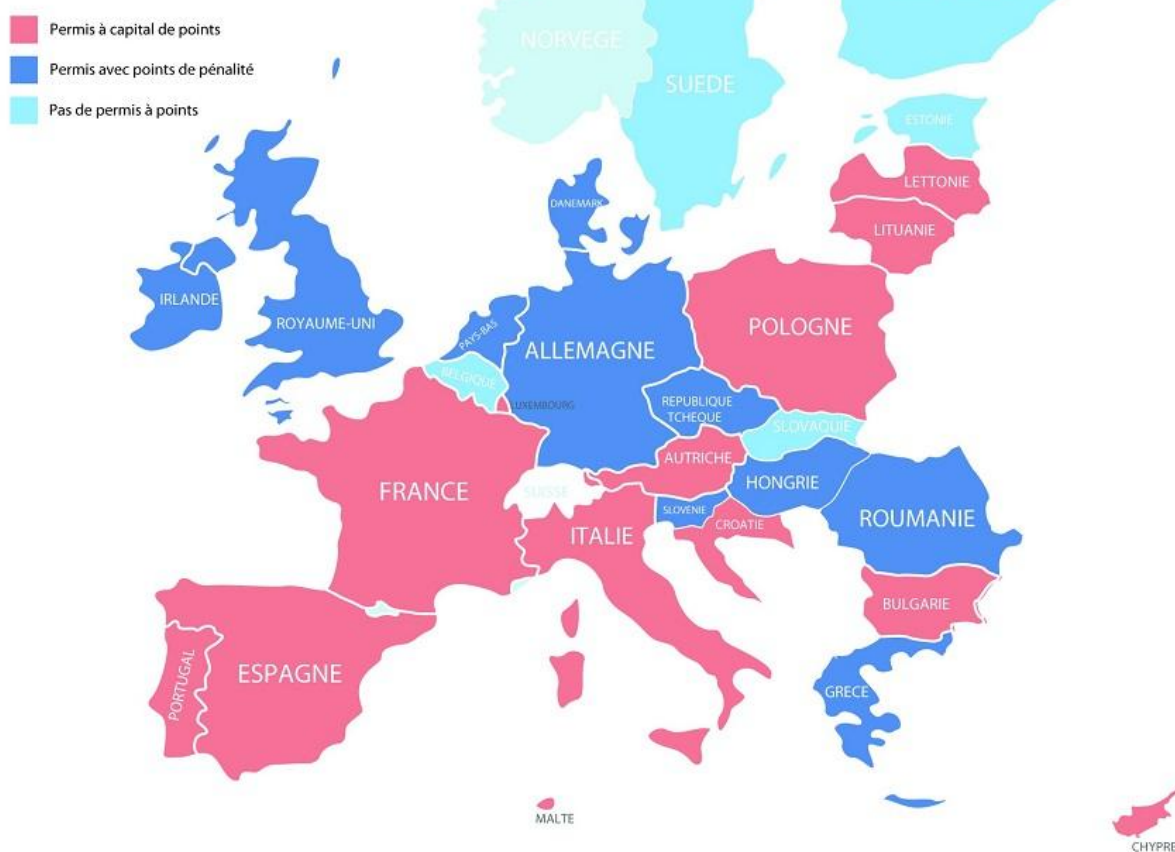 Permis à capital de points
Permis avec points de pénalité
Pas de permis à points
NORVEGE
SUEDE
ESTONIE
LETTONIE
LITUANIE
DANEMARK
IRLANDE
ROYAUME-UNI
PAYS-BAS
ALLEMAGNE
POLOGNE
BELGIQUE
LUXEMBOURG
REPUBLIQUE
TCHEQUE
SLOVAQUIE
AUTRICHE
FRANCE
SUISSE
HONGRIE
SLOVENIE
CROATIE
ITALIE
ROUMANIE
BULGARIE
PORTUGAL
ESPAGNE
GRECE
MALTE
CHYPRE